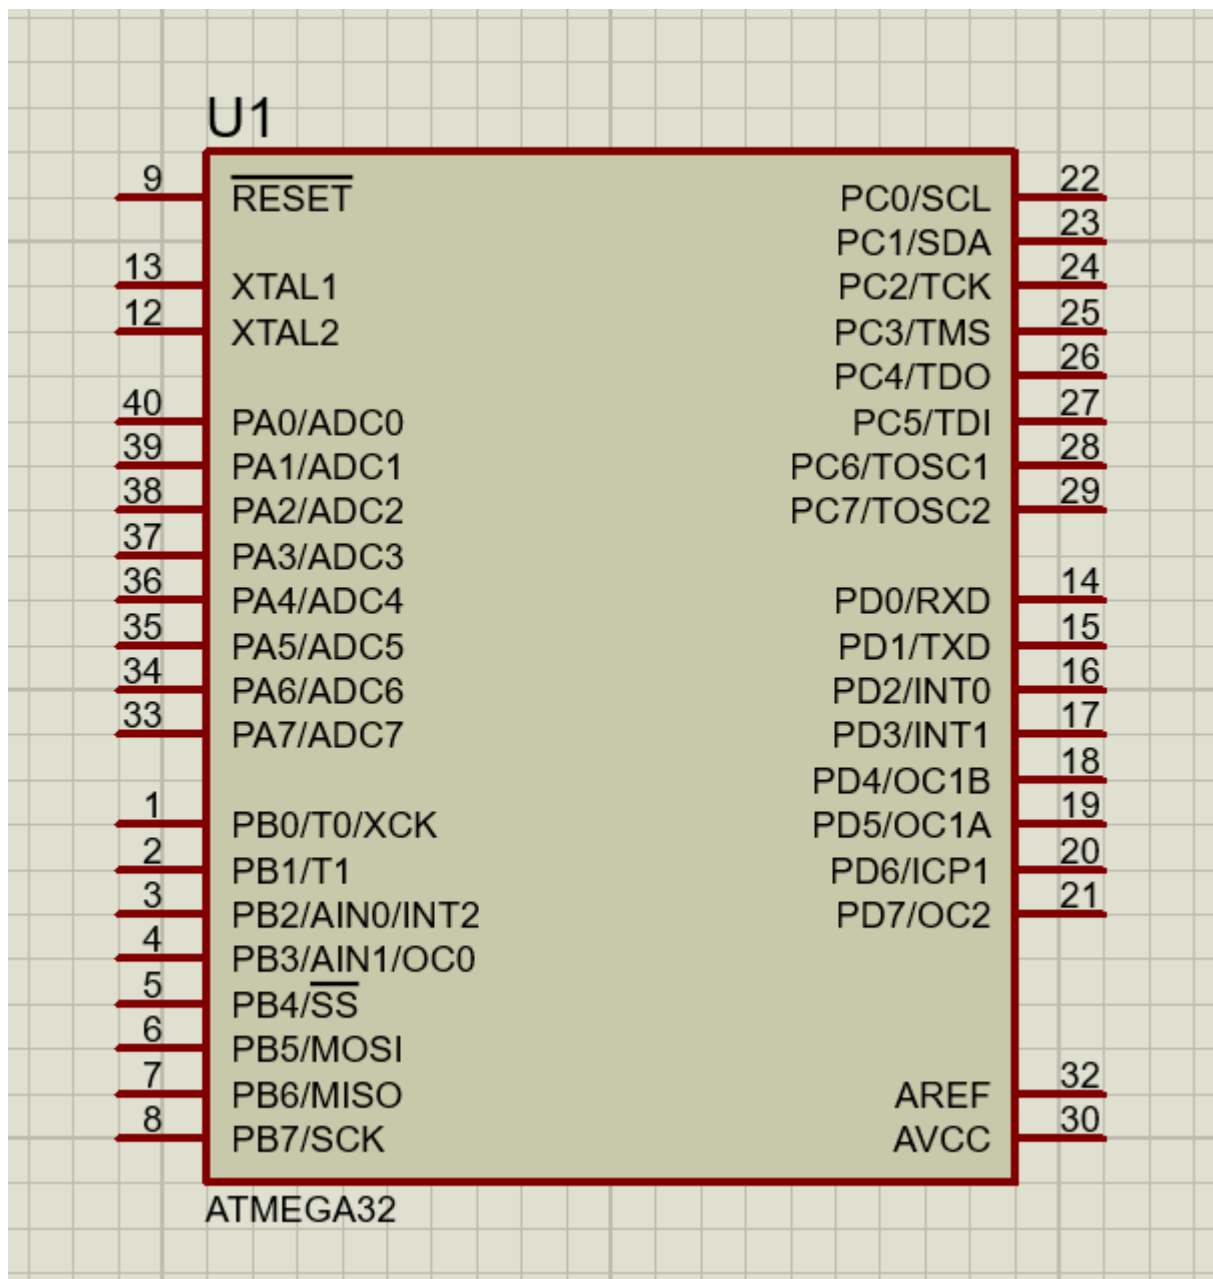 U1
9 RESET
13 XTAL1
12 XTAL2
40 PA0/ADC0
39 PA1/ADC1
38 PA2/ADC2
37 PA3/ADC3
36 PA4/ADC4
35 PA5/ADC5
34 PA6/ADC6
33 PA7/ADC7
1 PB0/T0/XCK
2 PB1/T1
3 PB2/AIN0/INT2
4 PB3/AIN1/OC0
5 PB4/SS
6 PB5/MOSI
7 PB6/MISO
8 PB7/SCK
PC0/SCL 22
PC1/SDA 23
PC2/TCK 24
PC3/TMS 25
PC4/TDO 26
PC5/TDI 27
PC6/TOSC1 28
PC7/TOSC2 29
PD0/RXD 14
PD1/TXD 15
PD2/INT0 16
PD3/INT1 17
PD4/OC1B 18
PD5/OC1A 19
PD6/ICP1 20
PD7/OC2 21
AREF 32
AVCC 30
ATMEGA32